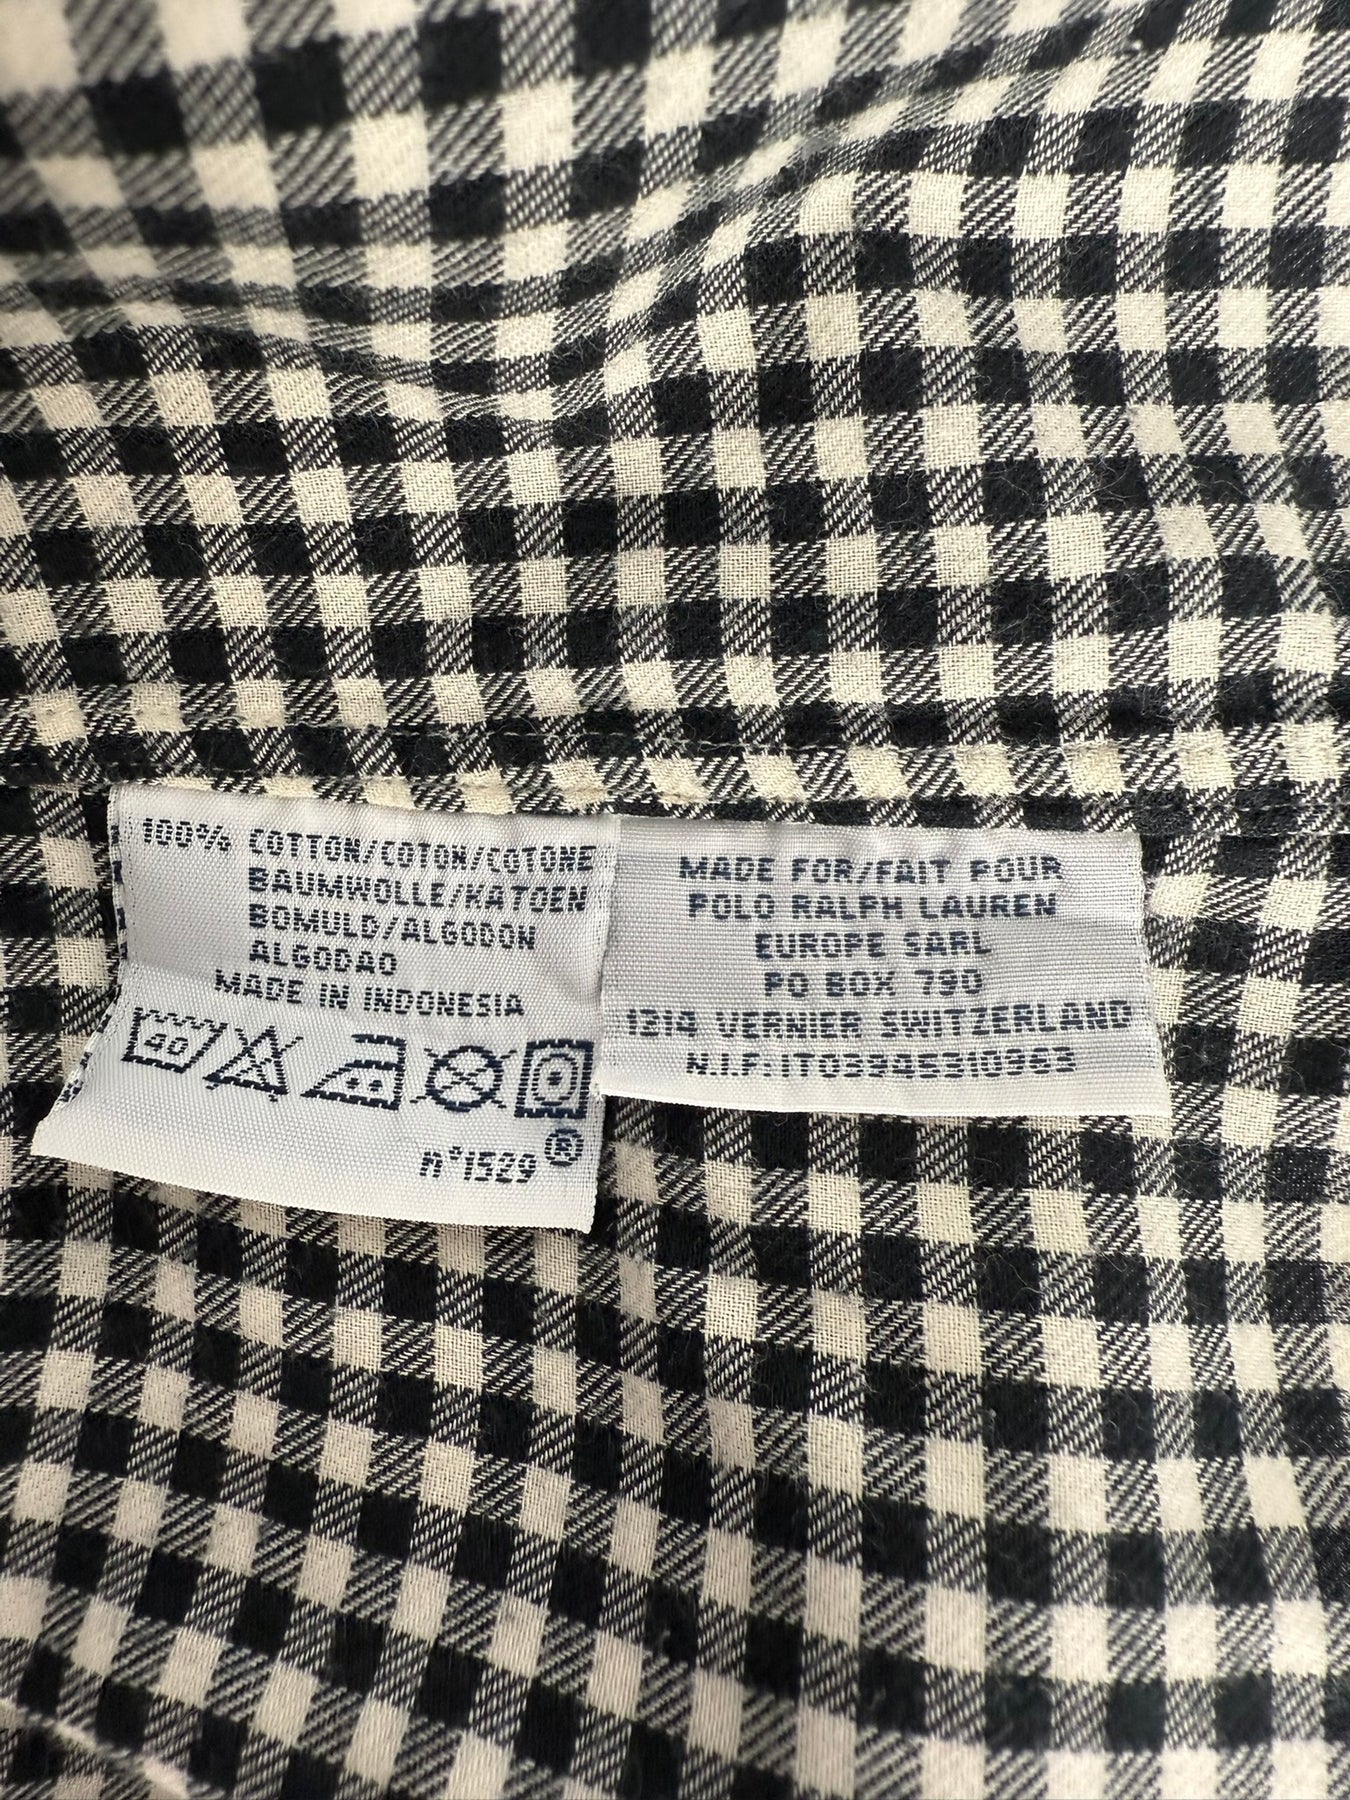 100% COTTON/COTON/COTONE
BAUMWOLLE/KATOEN
BOMULD/ALGODON
ALGODAO
MADE IN INDONESIA
40
n°1529 ®
MADE FOR/FAIT POUR
POLO RALPH LAUREN
EUROPE SARL
PO BOX 790
1214 VERNIER SWITZERLAND
N.I.F:IT03945310963